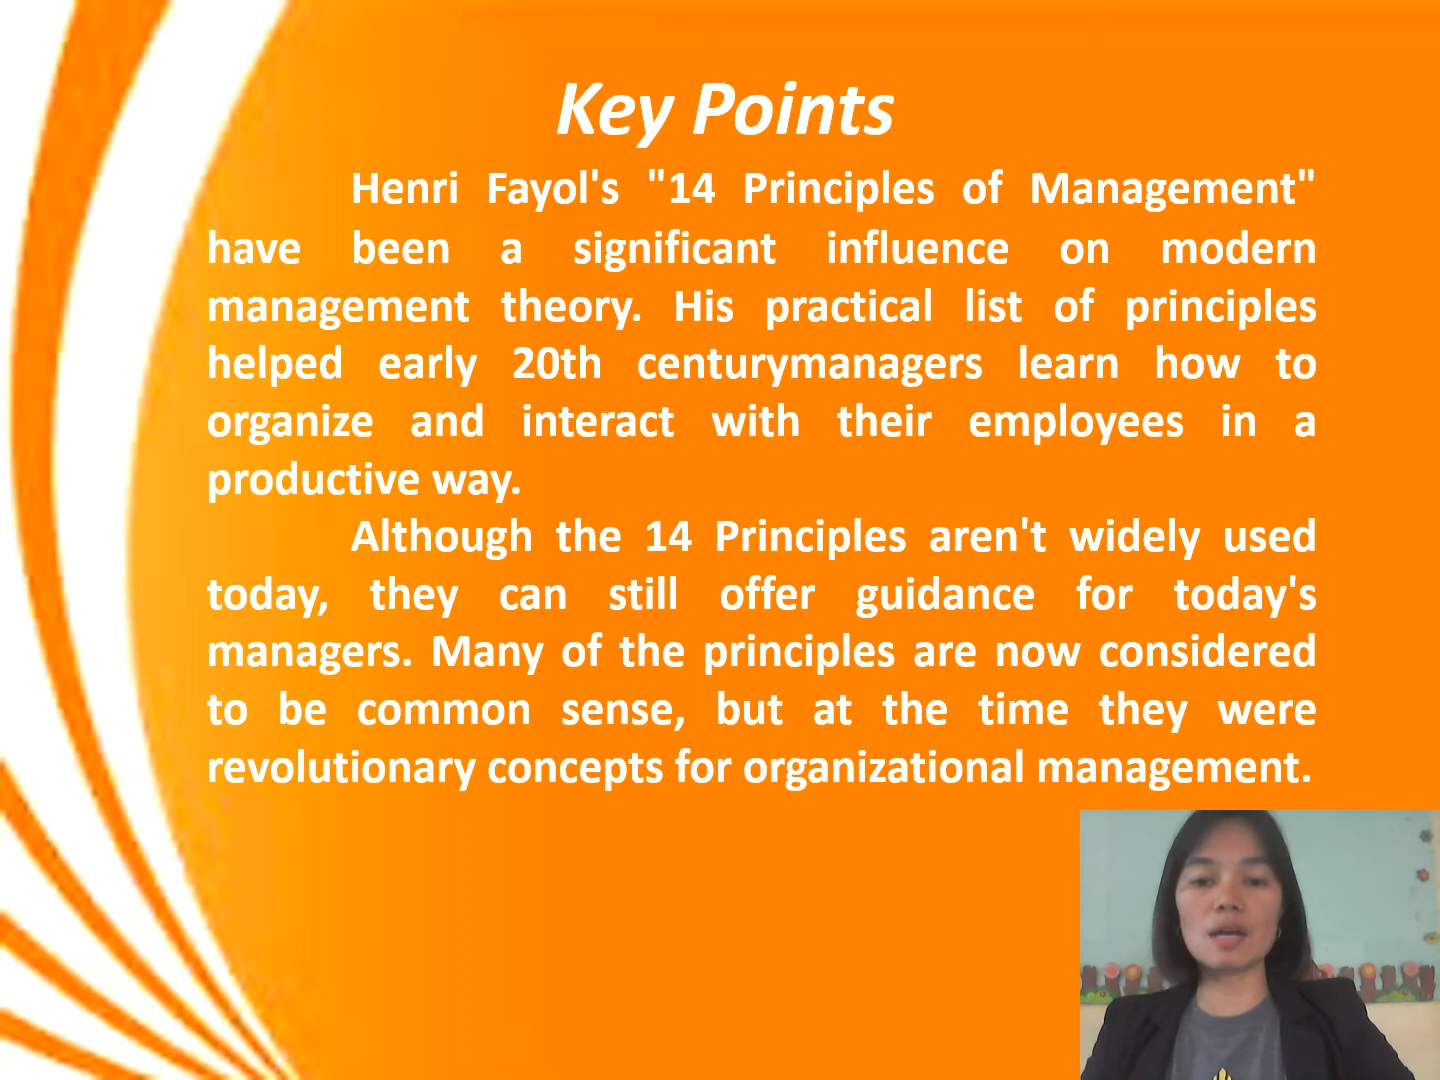 Key Points
Henri Fayol's "14 Principles of Management"
have been a significant influence on modern
management theory. His practical list of principles
helped early 20th centurymanagers learn how to
organize and interact with their employees in a
productive way.
Although the 14 Principles aren't widely used
today, they can still offer guidance for today's
managers. Many of the principles are now considered
to be common sense, but at the time they were
revolutionary concepts for organizational management.